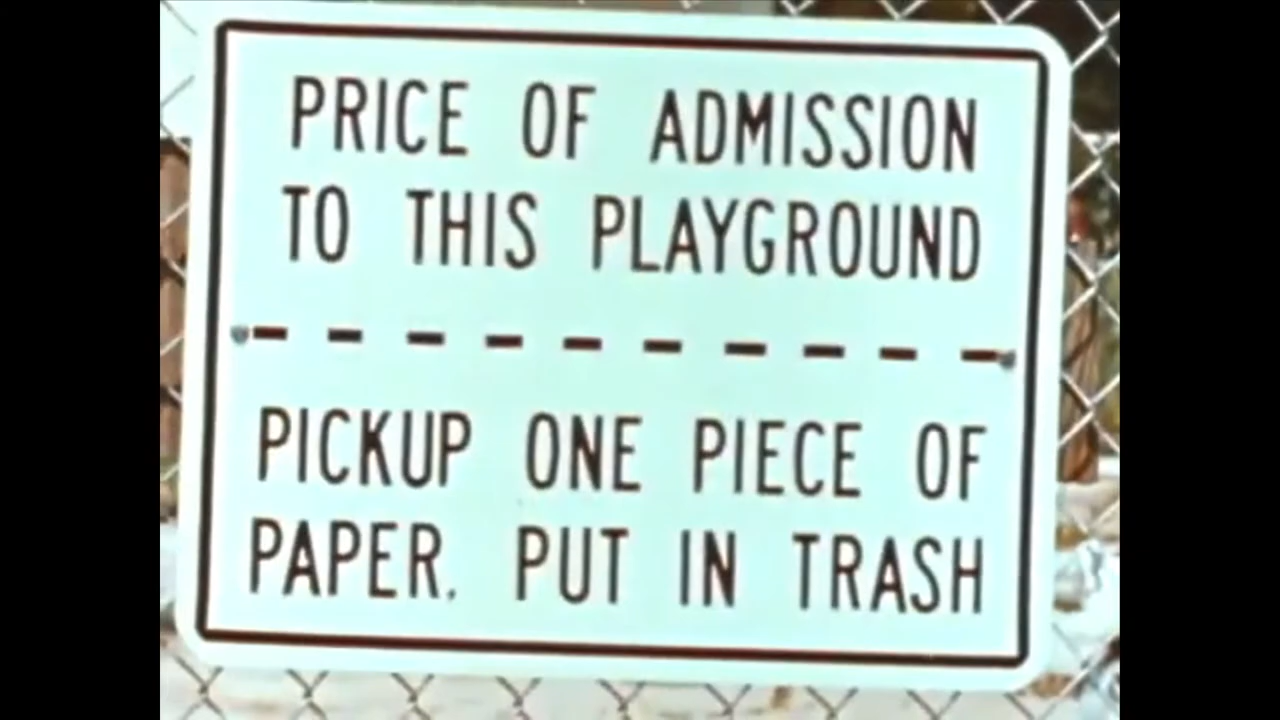 PRICE OF ADMISSION
TO THIS PLAYGROUND
PICKUP ONE PIECE OF
PAPER. PUT IN TRASH